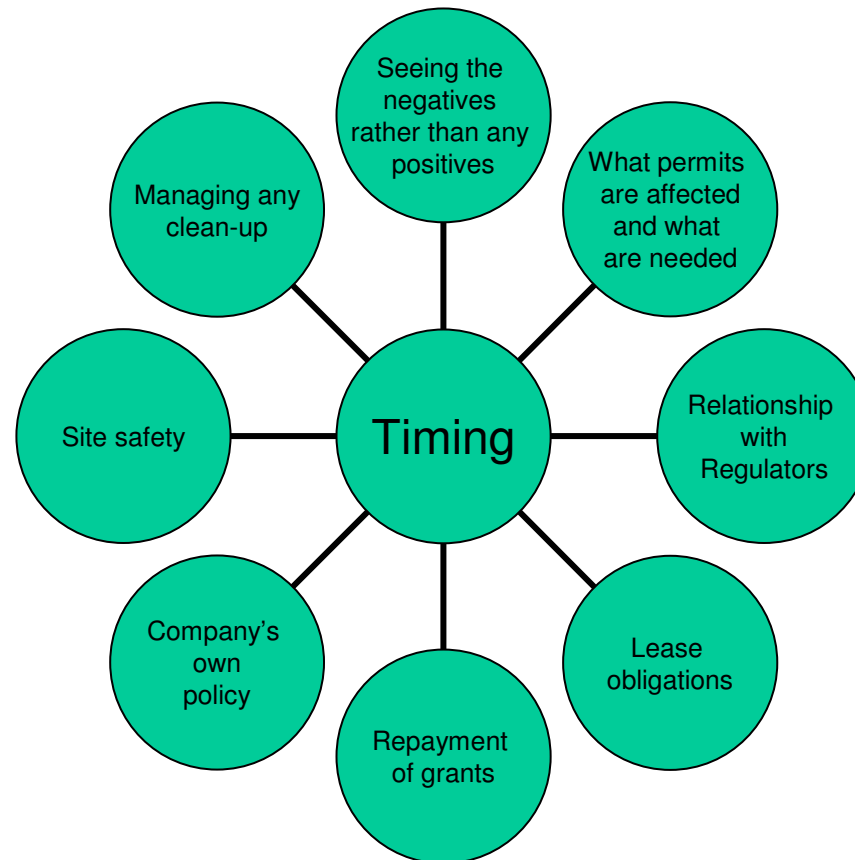 Seeing the
negatives
rather than any
positives
What permits
are affected
and what
are needed
Relationship
with
Regulators
Lease
obligations
Repayment
of grants
Company's
own
policy
Site safety
Managing any
clean-up
Timing